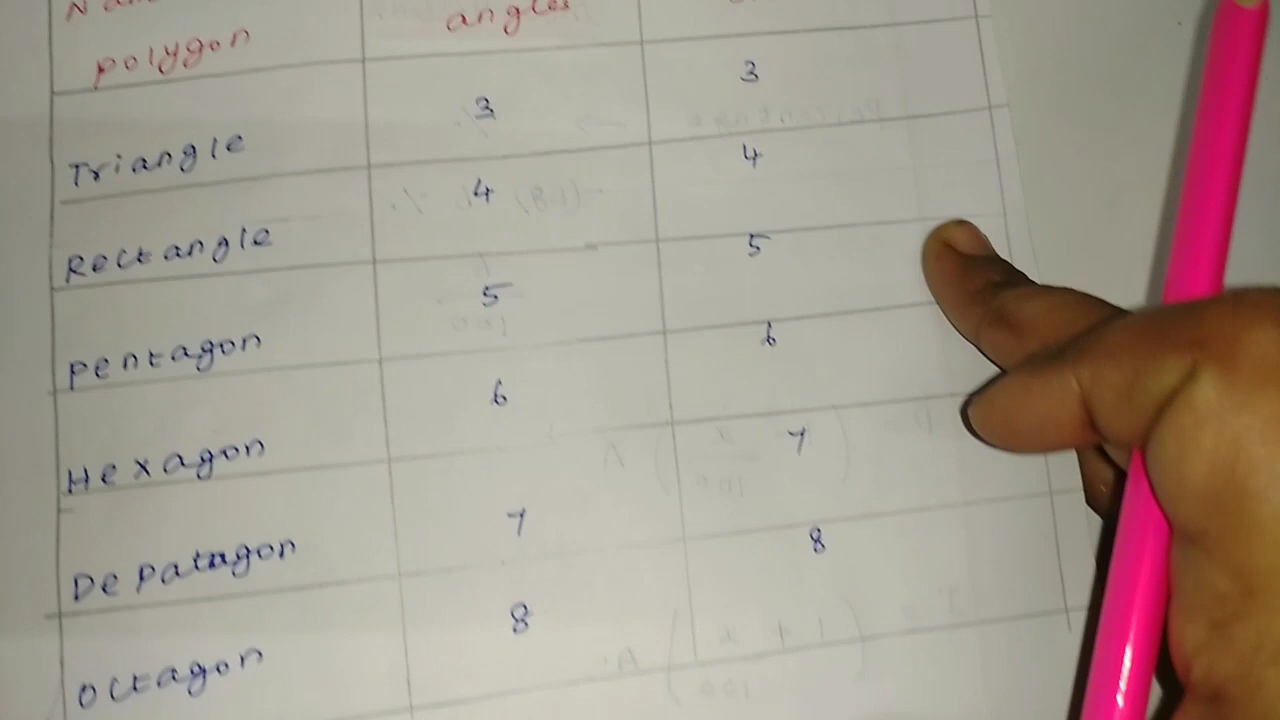 polygon
angles
Triangle 3 3
Rectangle 4 4
Pentagon 5 5
Hexagon 6 6
Depatagon 7 7
Octagon 8 8